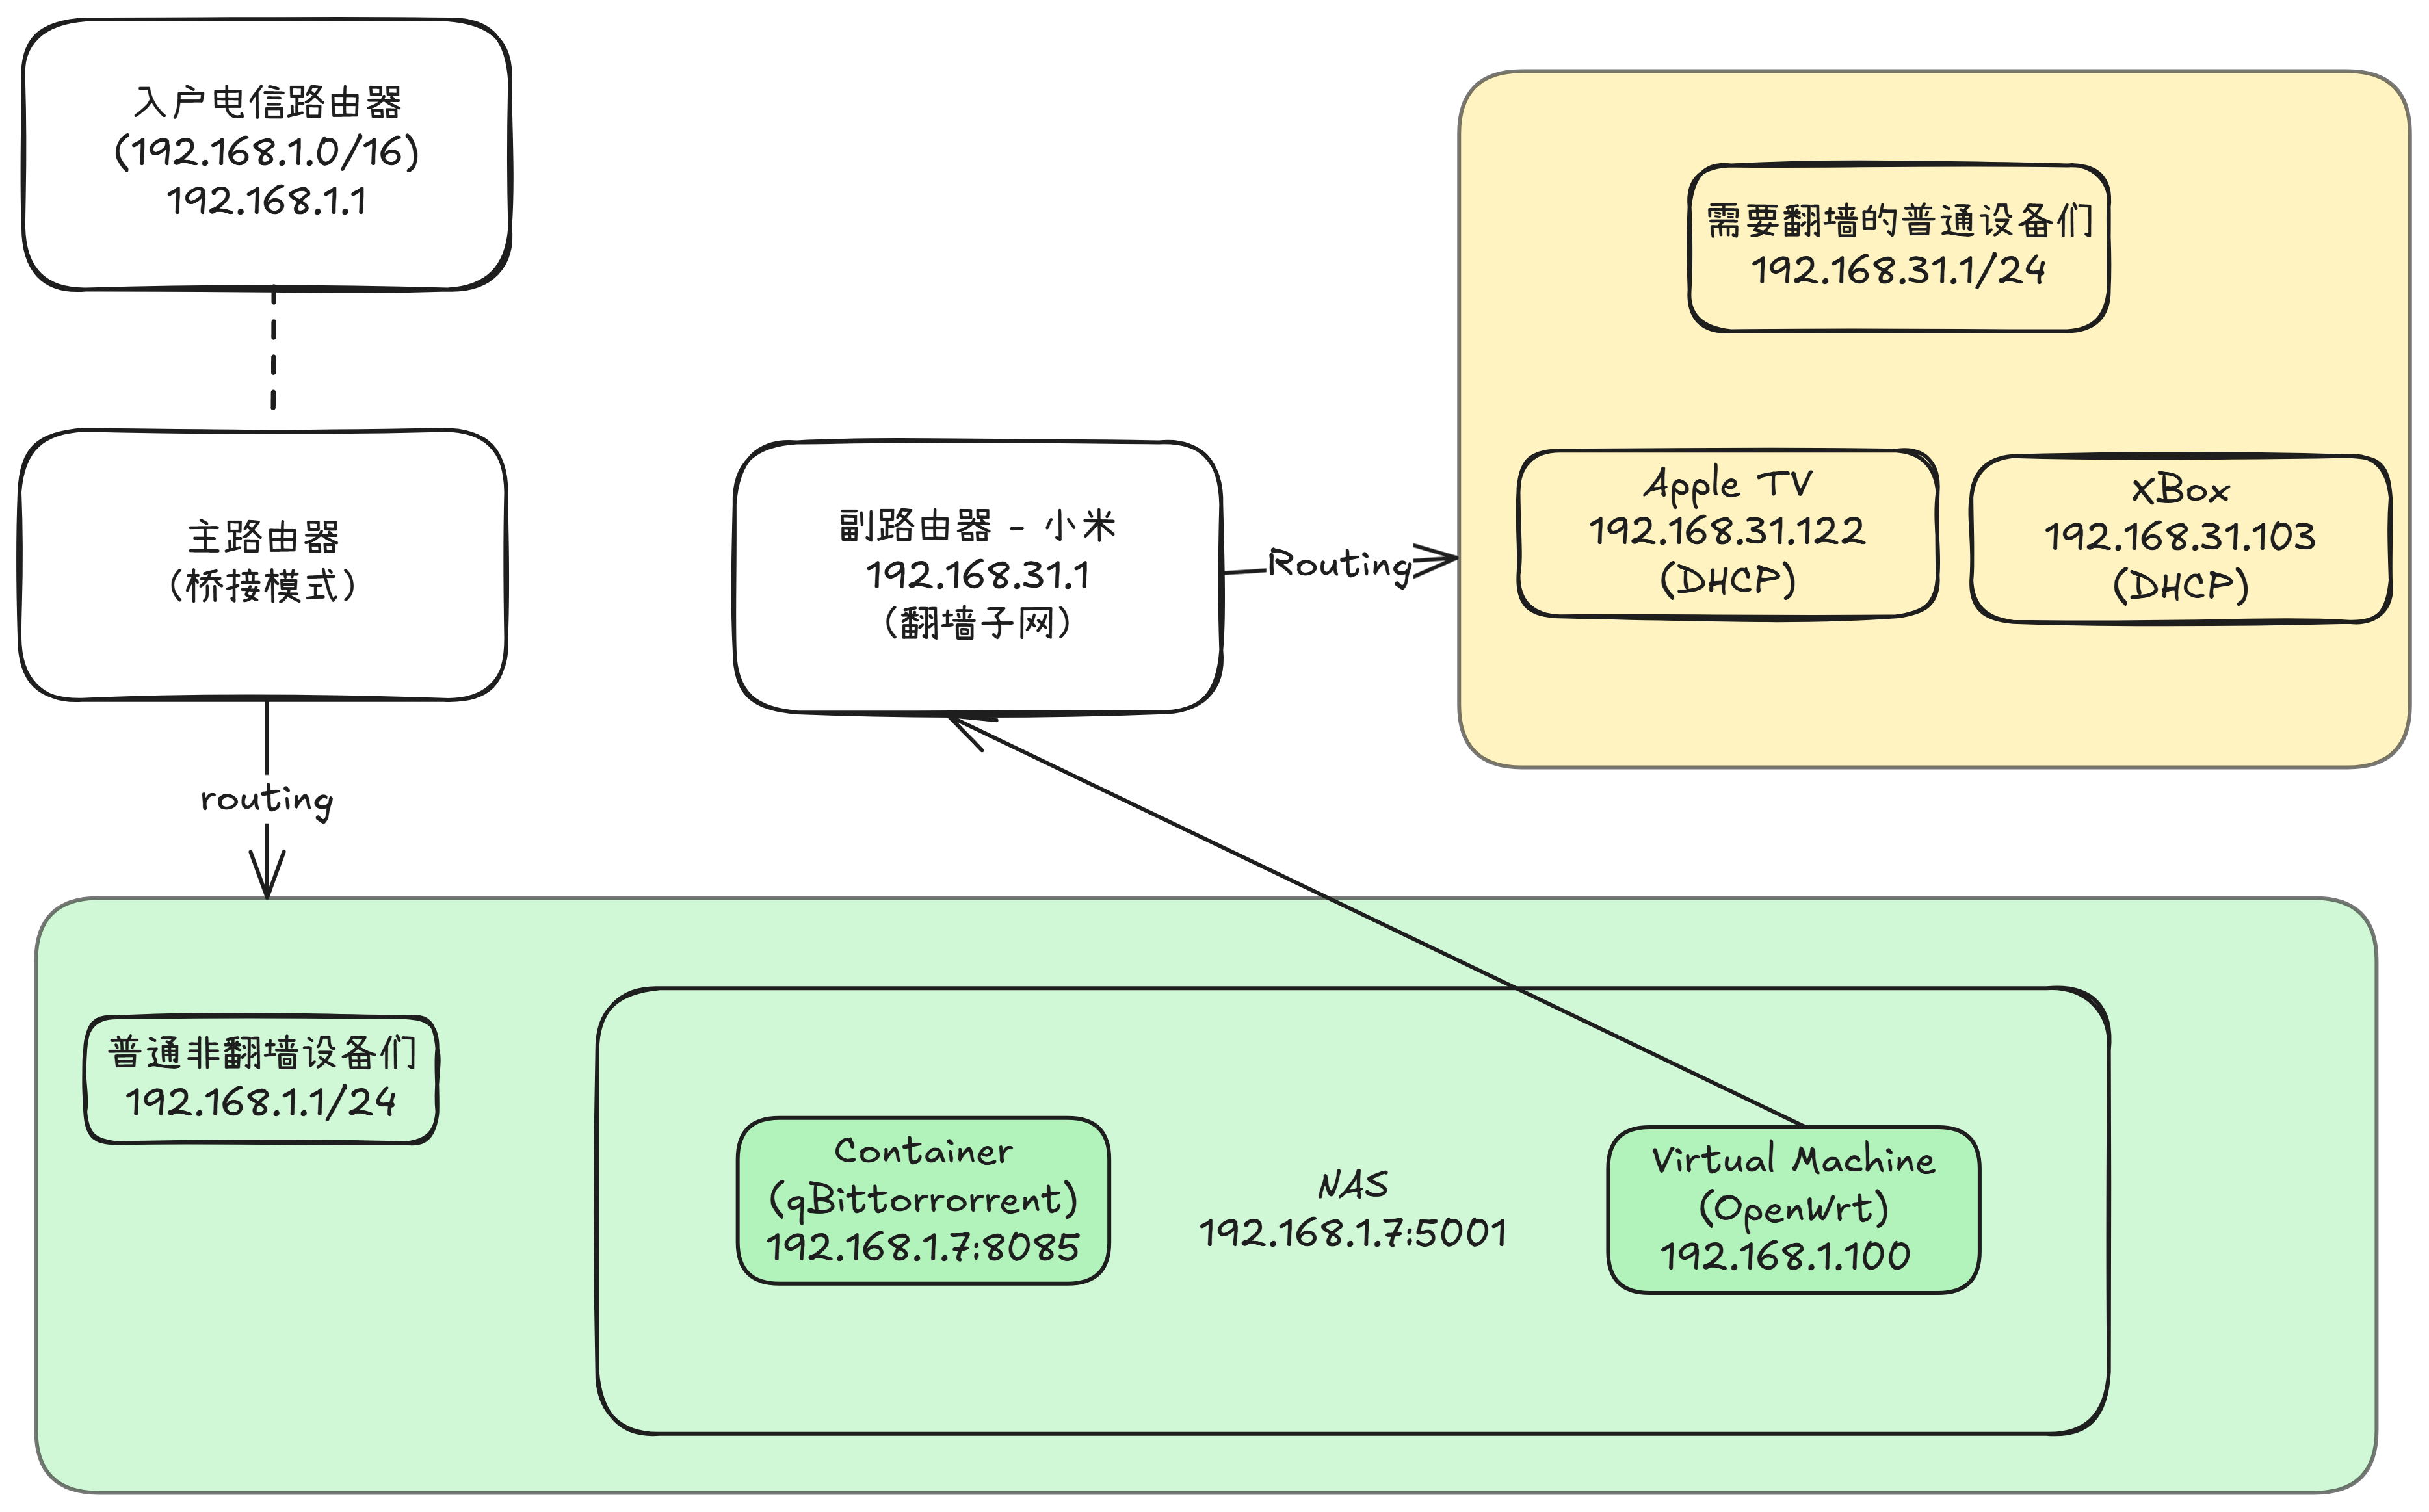 入户电信路由器
(192.168.1.0/16)
192.168.1.1
主路由器
(桥接模式)
routing
副路由器 - 小米
192.168.31.1
(翻墙子网)
Routing
需要翻墙的普通设备们
192.168.31.1/24
Apple TV
192.168.31.122
(DHCP)
XBox
192.168.31.103
(DHCP)
普通非翻墙设备们
192.168.1.1/24
Container
(qBittorrorrent)
192.168.1.7:8085
NAS
192.168.1.7:5001
Virtual Machine
(OpenWrt)
192.168.1.100